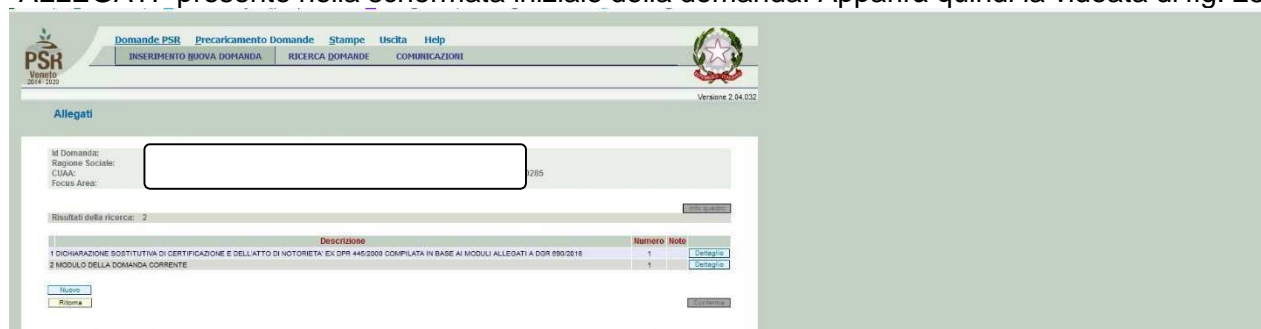 "ALLEGATI" presente nella schermata iniziale della domanda. Apparirà quindi la videata di fig. 28
Domande PSR Precaricamento Domande Stampe Uscita Help
INSERIMENTO NUOVA DOMANDA RICERCA DOMANDE COMUNICAZIONI
PSR
Veneto
2014-2020
Versione 2.04.032
Allegati
Id Domanda:
Ragione Sociale:
CUAA: 0285
Focus Area:
Info quadro
Risultati della ricerca: 2
Descrizione Numero Note
1 DICHIARAZIONE SOSTITUTIVA DI CERTIFICAZIONE E DELL'ATTO DI NOTORIETA' EX DPR 445/2000 COMPILATA IN BASE AI MODULI ALLEGATI A DGR 690/2018 1 Dettaglio
2 MODULO DELLA DOMANDA CORRENTE 1 Dettaglio
Nuovo
Ritorna Conferma